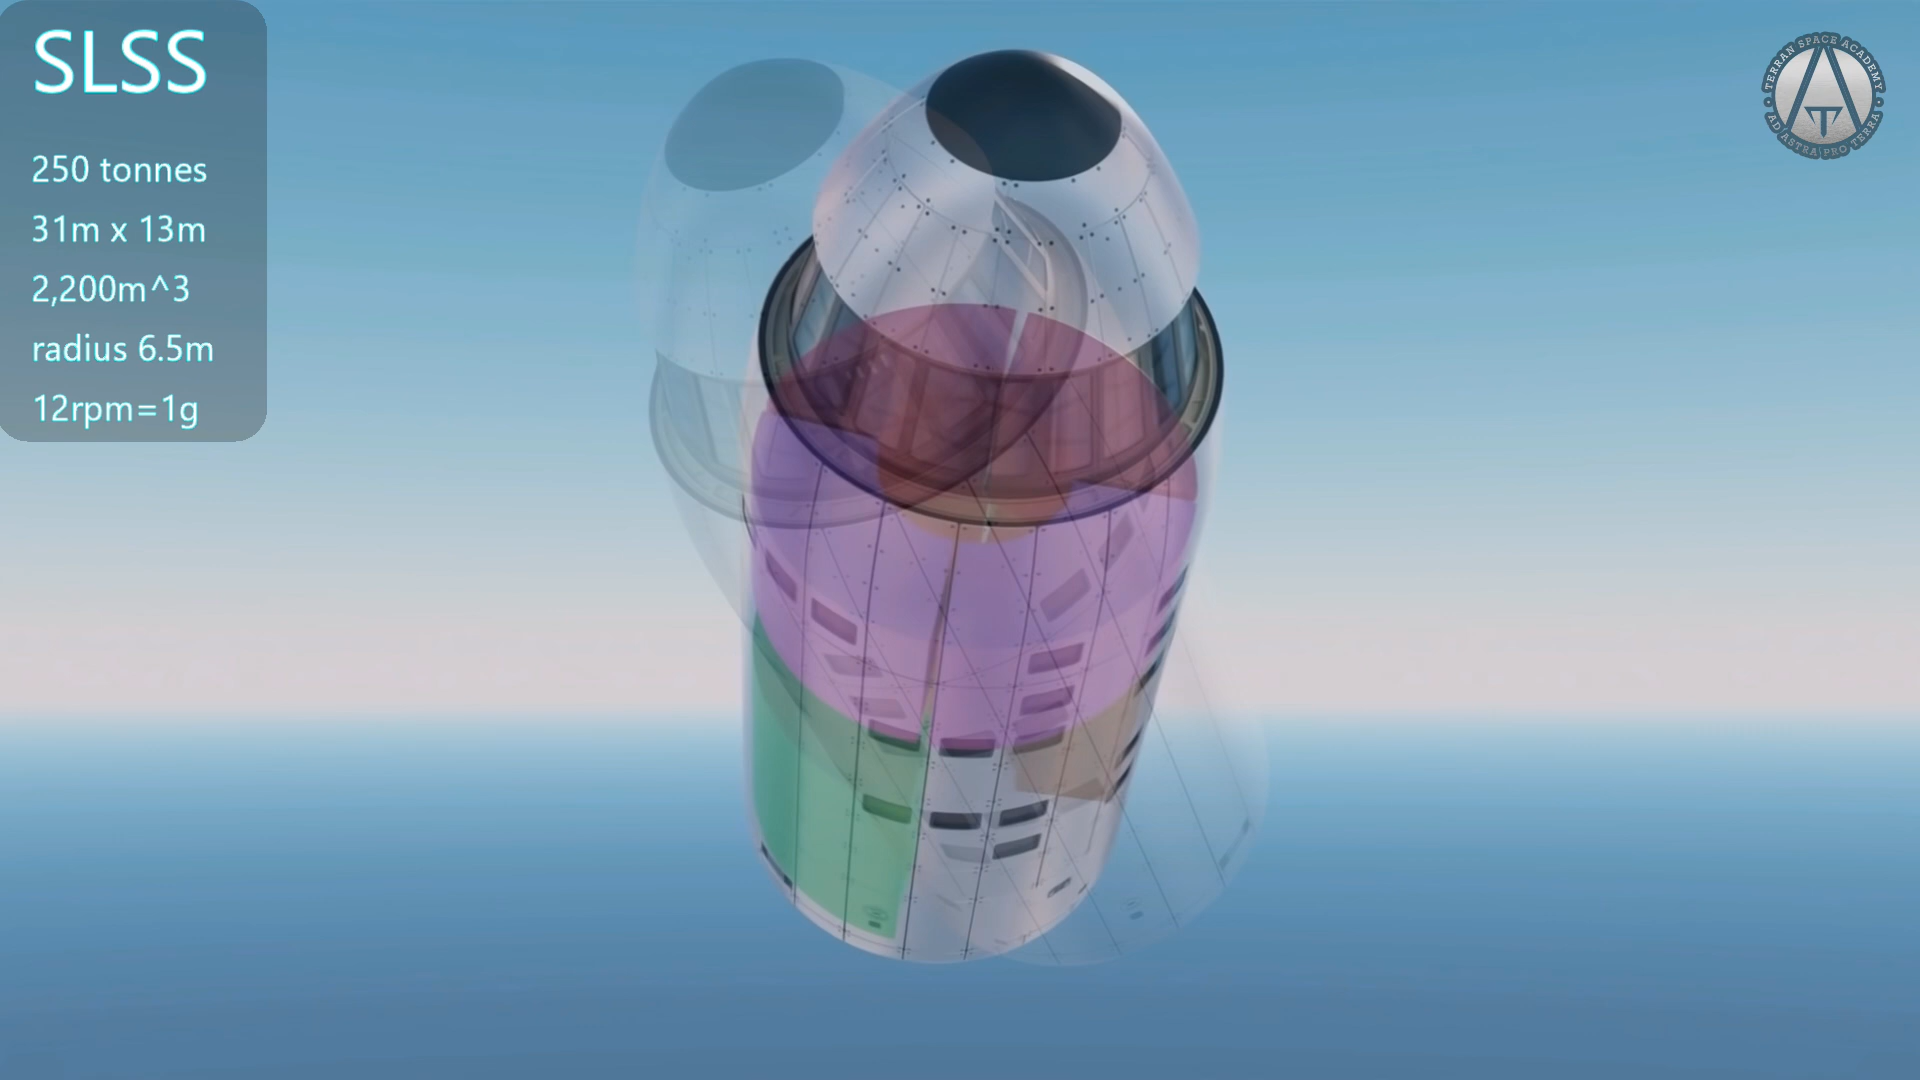 SLSS
250 tonnes
31m x 13m
2,200m^3
radius 6.5m
12rpm=1g
TERRAN SPACE ACADEMY
AD ASTRA PRO TERRA